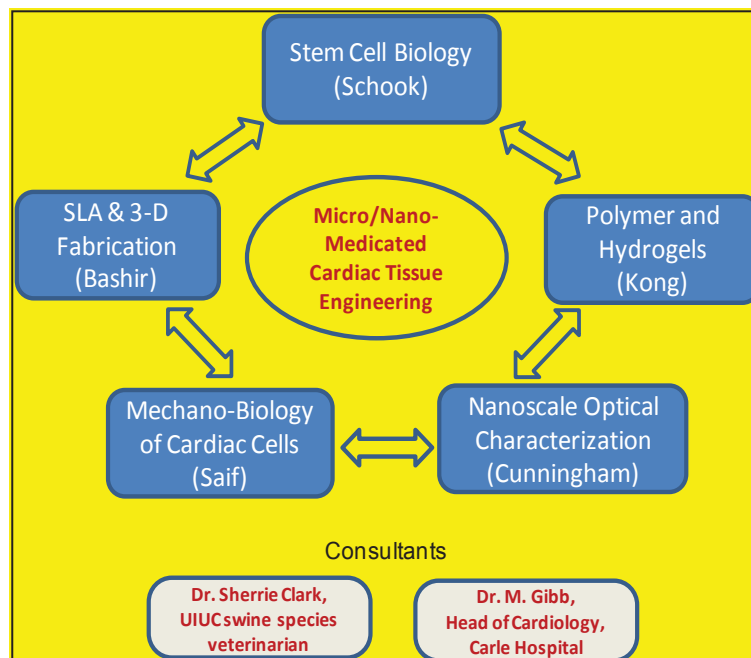 Stem Cell Biology
(Schook)
SLA & 3-D
Fabrication
(Bashir)
Micro/Nano-
Medicated
Cardiac Tissue
Engineering
Polymer and
Hydrogels
(Kong)
Mechano-Biology
of Cardiac Cells
(Saif)
Nanoscale Optical
Characterization
(Cunningham)
Consultants
Dr. Sherrie Clark,
UIUC swine species
veterinarian
Dr. M. Gibb,
Head of Cardiology,
Carle Hospital